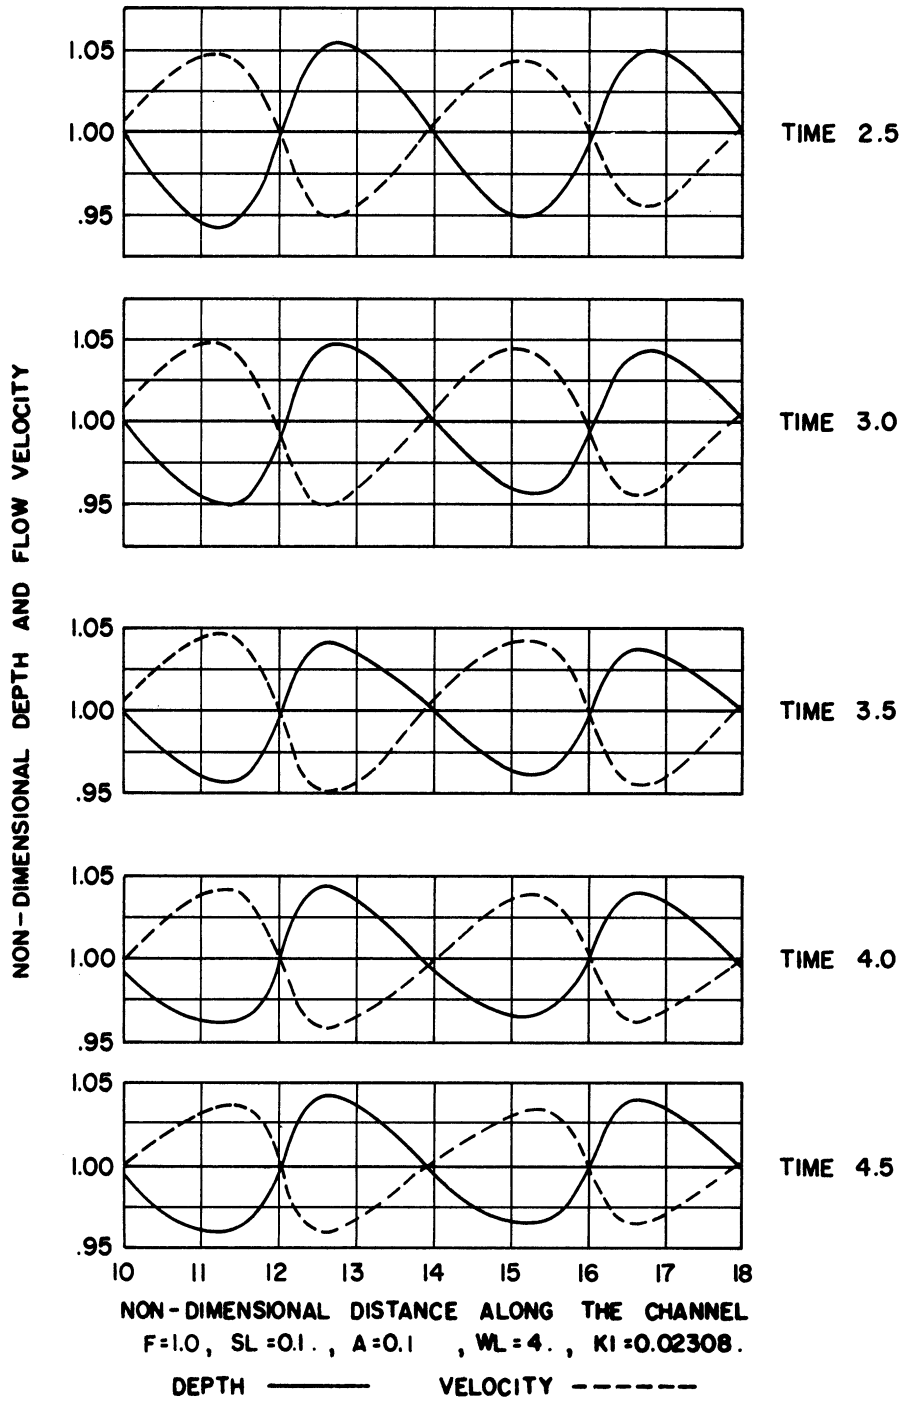 1.05
1.00
.95
TIME 2.5
1.05
1.00
.95
TIME 3.0
1.05
1.00
.95
TIME 3.5
1.05
1.00
.95
TIME 4.0
1.05
1.00
.95
TIME 4.5
NON-DIMENSIONAL DEPTH AND FLOW VELOCITY
10 11 12 13 14 15 16 17 18
NON-DIMENSIONAL DISTANCE ALONG THE CHANNEL
F=1.0, SL=0.1., A=0.1 , WL=4., K1=0.02308.
DEPTH VELOCITY